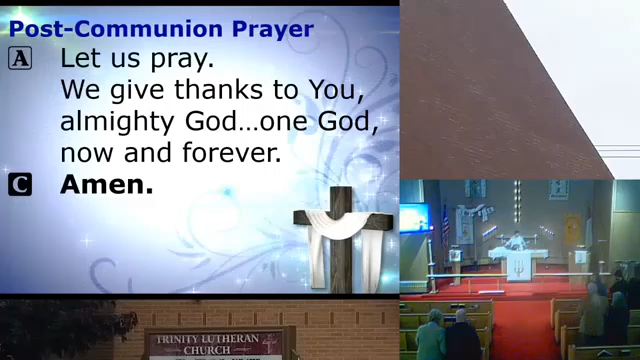 Post-Communion Prayer
A Let us pray.
We give thanks to You,
almighty God…one God,
now and forever.
C Amen.
TRINITY LUTHERAN
CHURCH